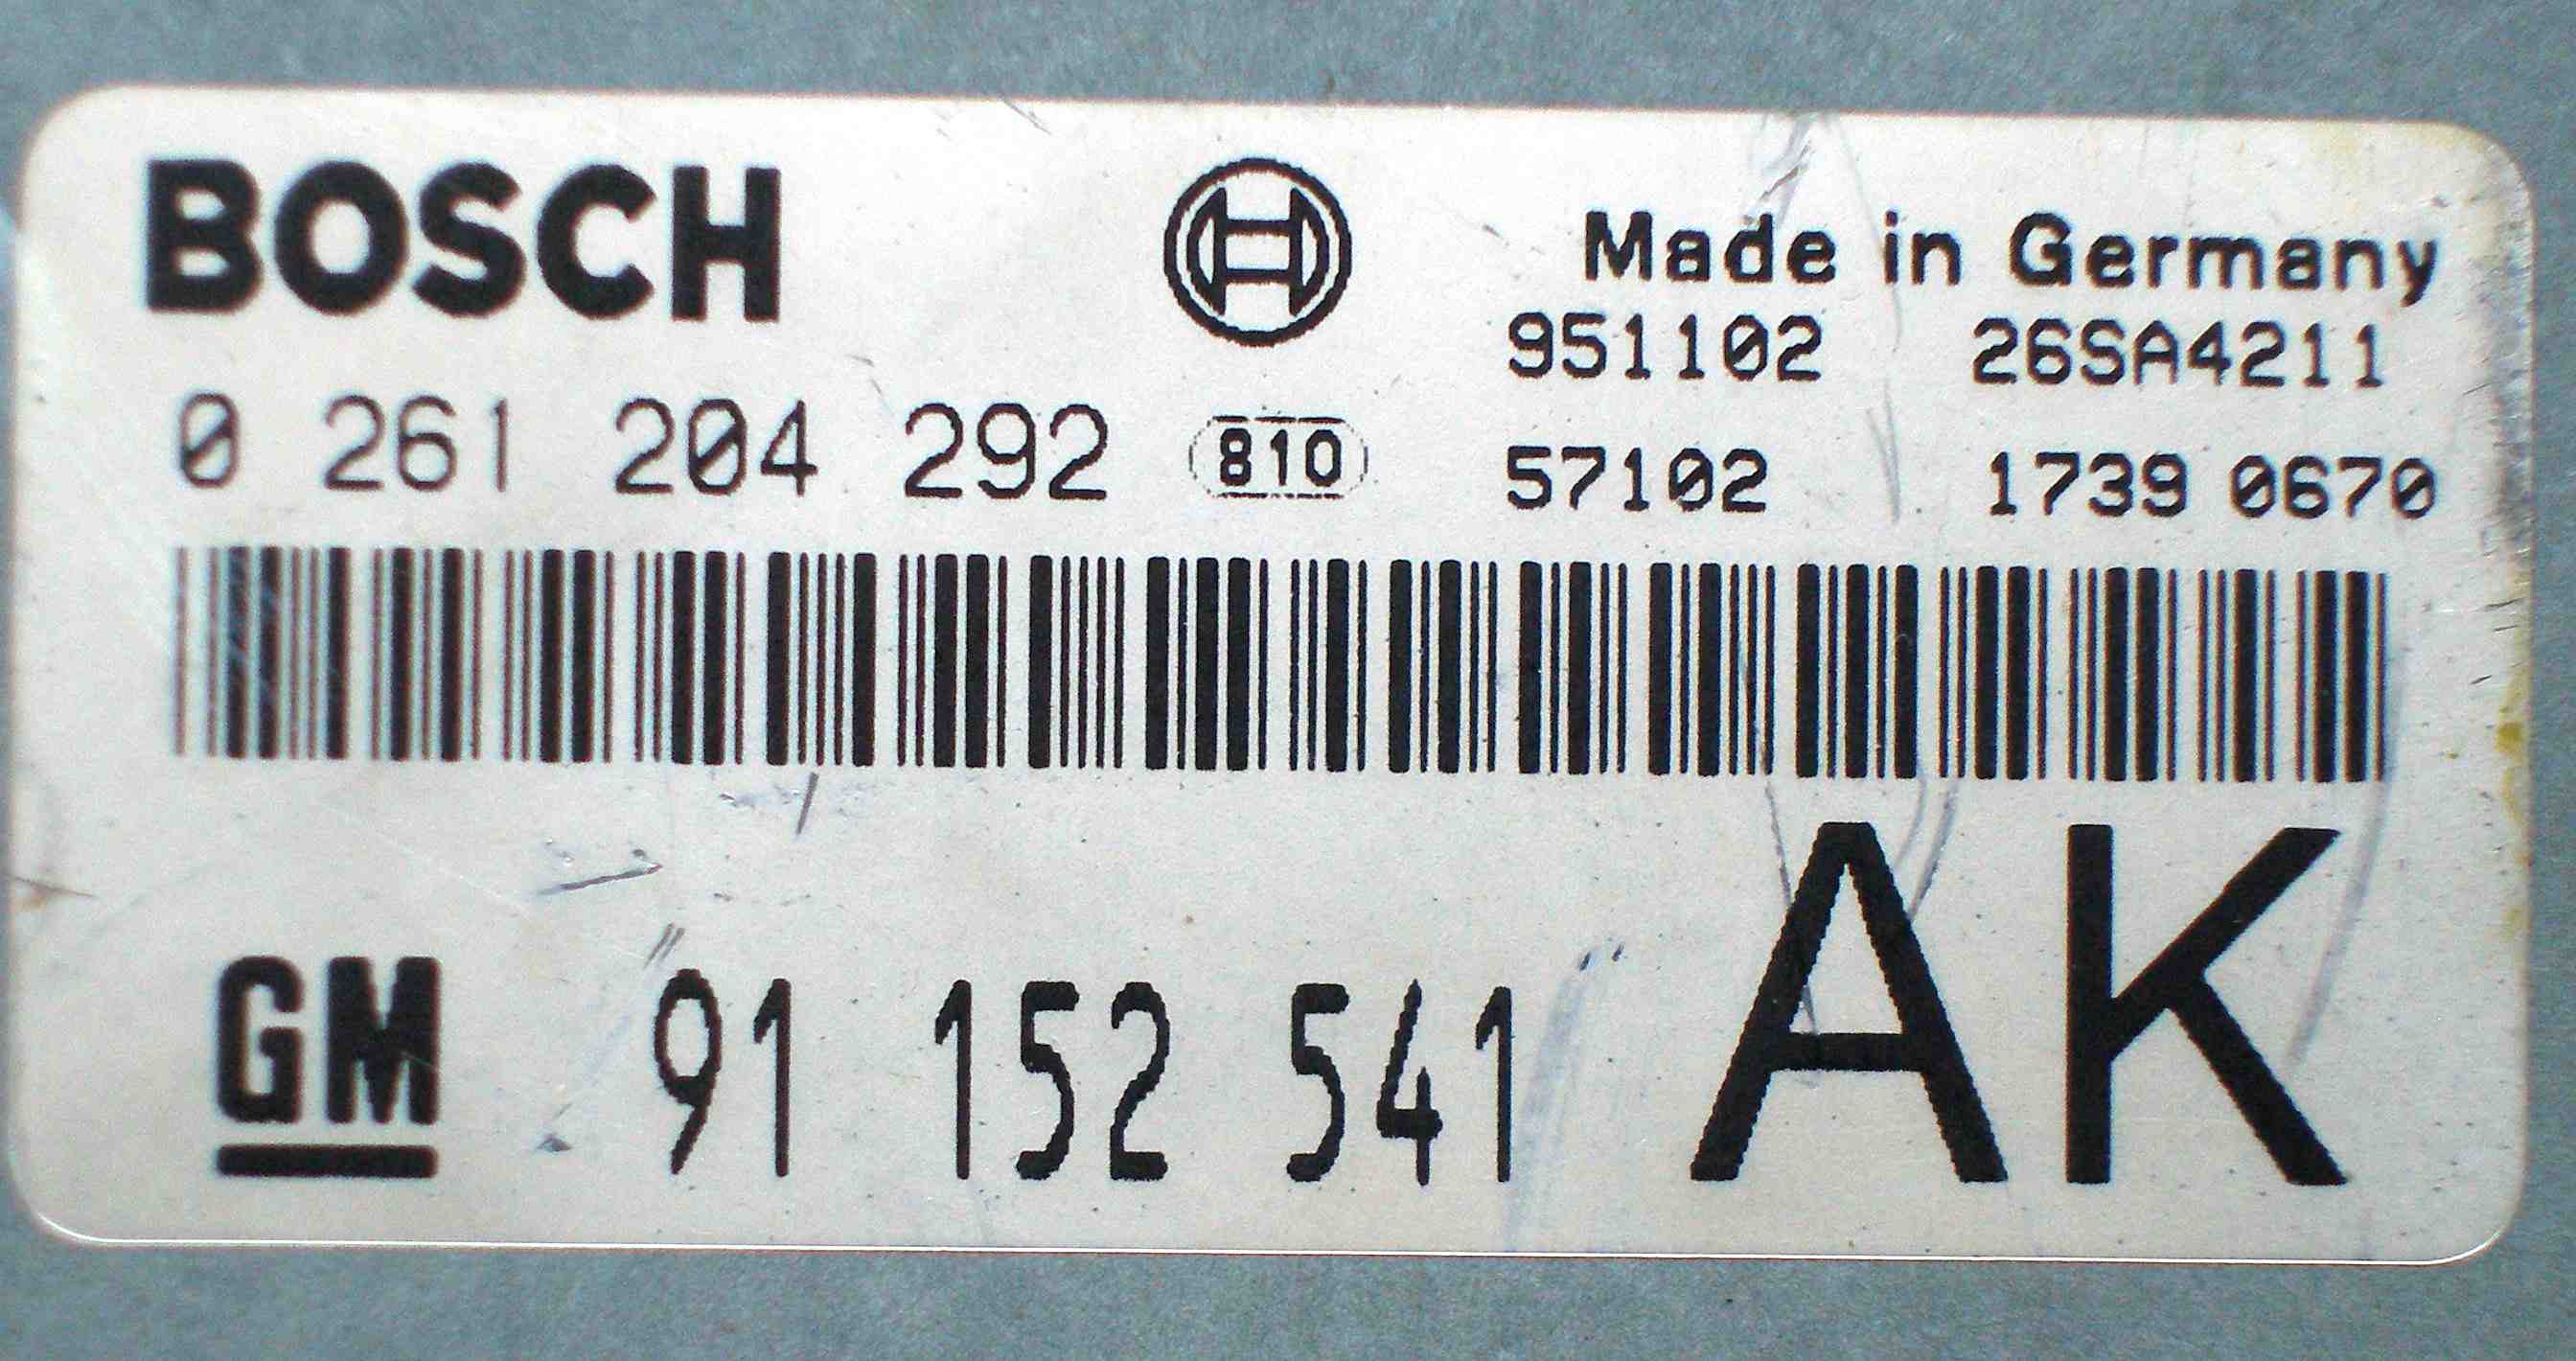 BOSCH
Made in Germany
951102 26SA4211
0 261 204 292 810 57102 1739 0670
GM 91 152 541 AK